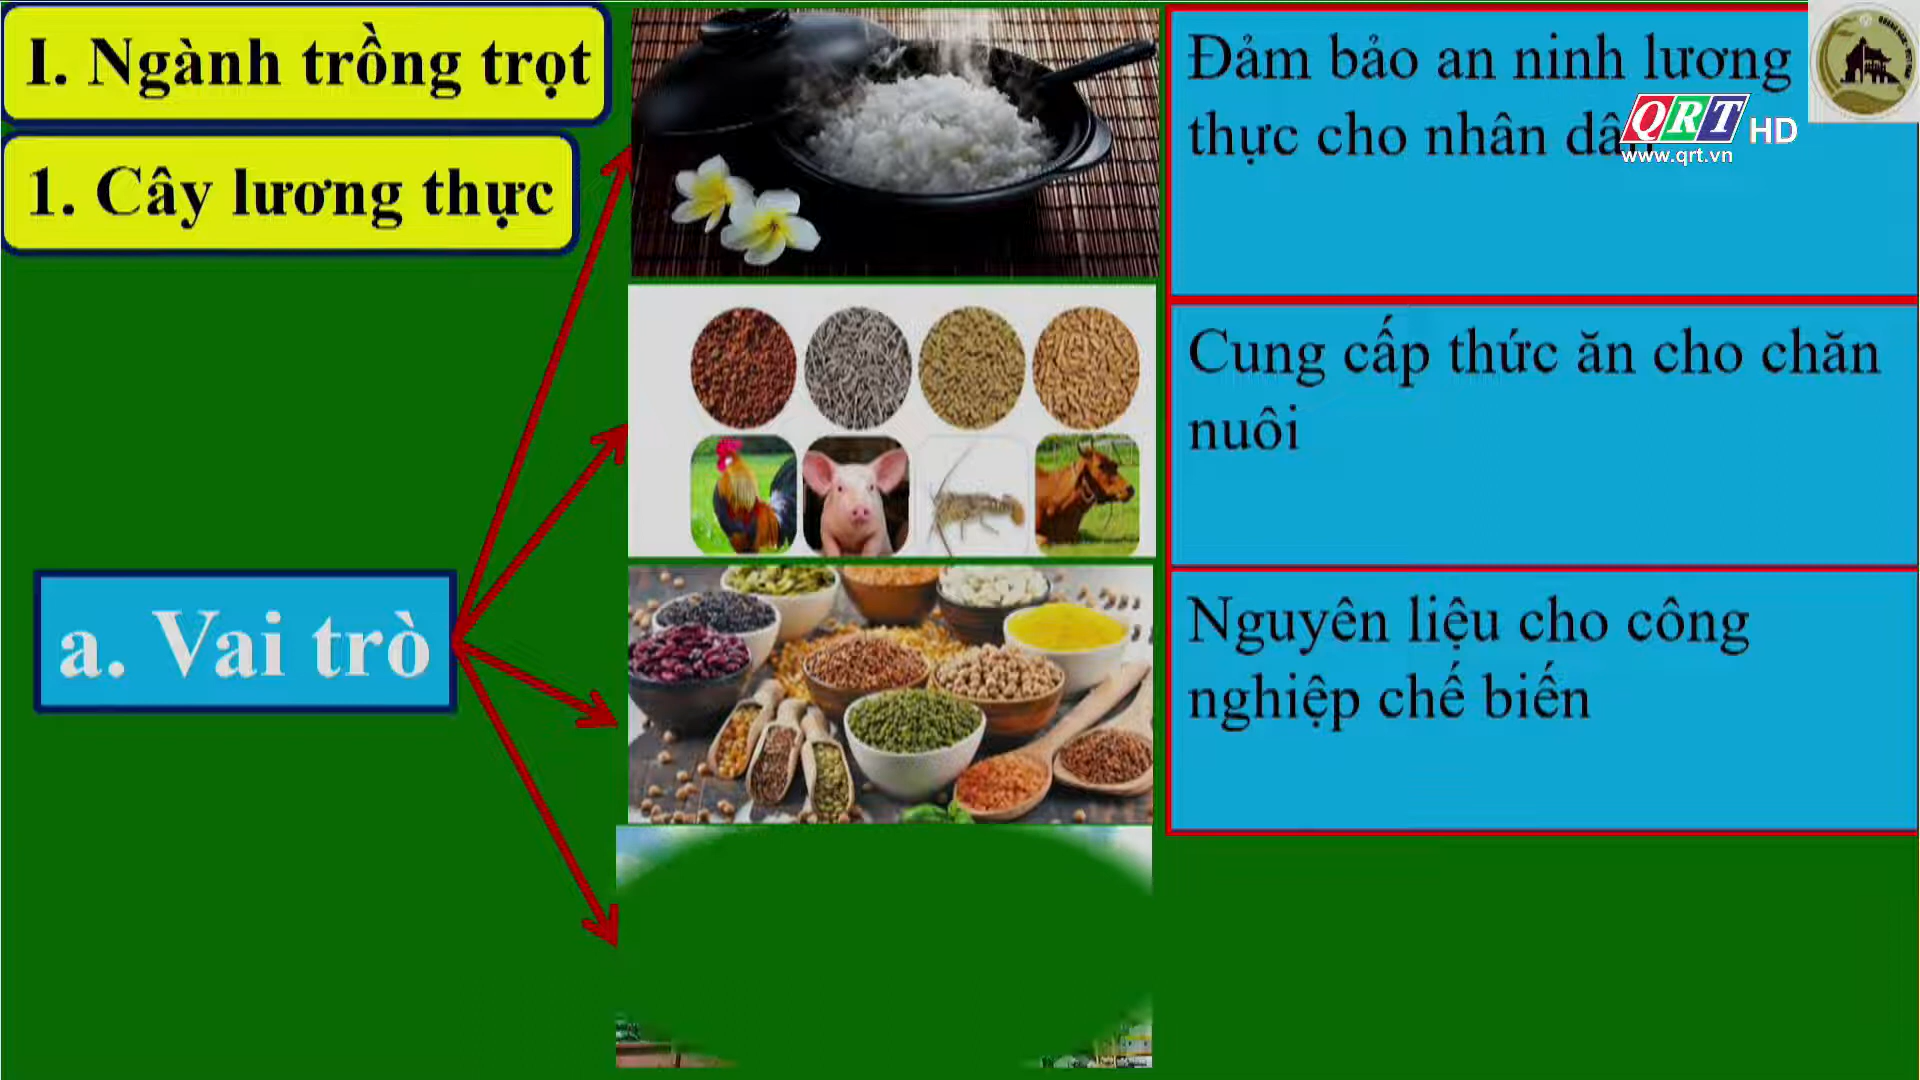 I. Ngành trồng trọt
1. Cây lương thực
a. Vai trò
Đảm bảo an ninh lương
thực cho nhân dân
Cung cấp thức ăn cho chăn
nuôi
Nguyên liệu cho công
nghiệp chế biến
QRT HD
www.qrt.vn